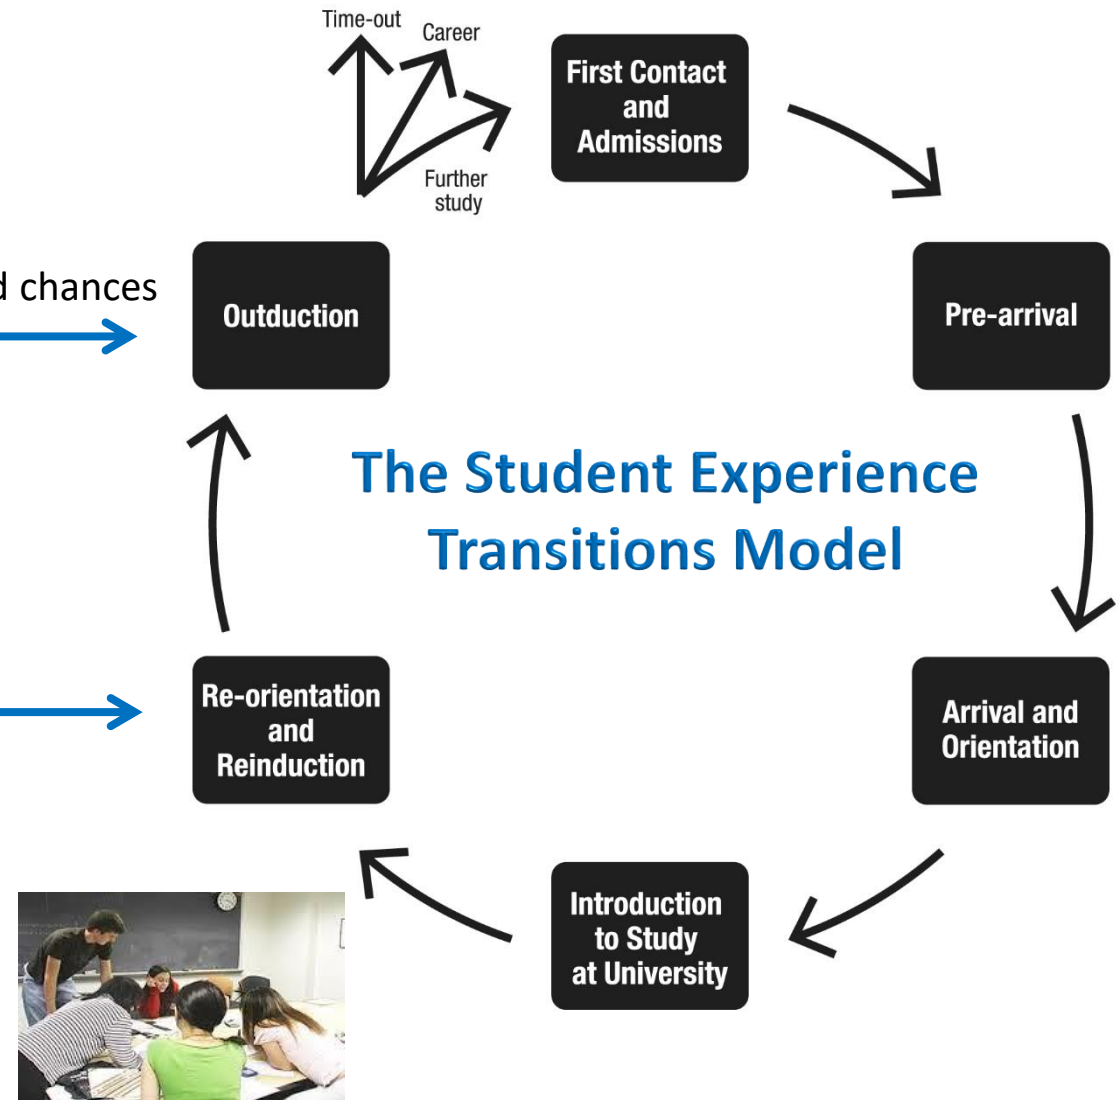 Time-out
Career
First Contact
and
Admissions
Further
study
chances
Outduction
Pre-arrival
The Student Experience
Transitions Model
Re-orientation
and
Reinduction
Arrival and
Orientation
Introduction
to Study
at University